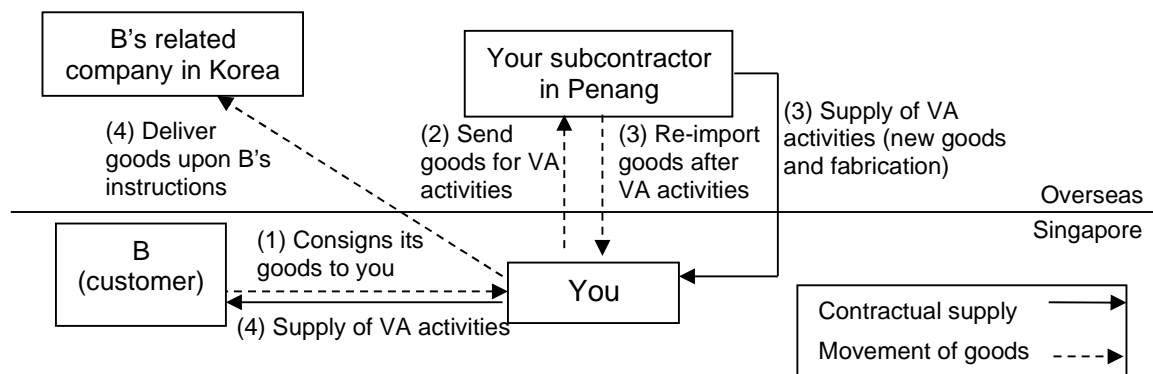 B's related
company in Korea
Your subcontractor
in Penang
(4) Deliver
goods upon B's
instructions
(2) Send
goods for VA
activities
(3) Re-import
goods after
VA activities
(3) Supply of VA
activities (new goods
and fabrication)
Overseas
Singapore
B
(customer)
(1) Consigns its
goods to you
You
(4) Supply of VA activities
Contractual supply
Movement of goods